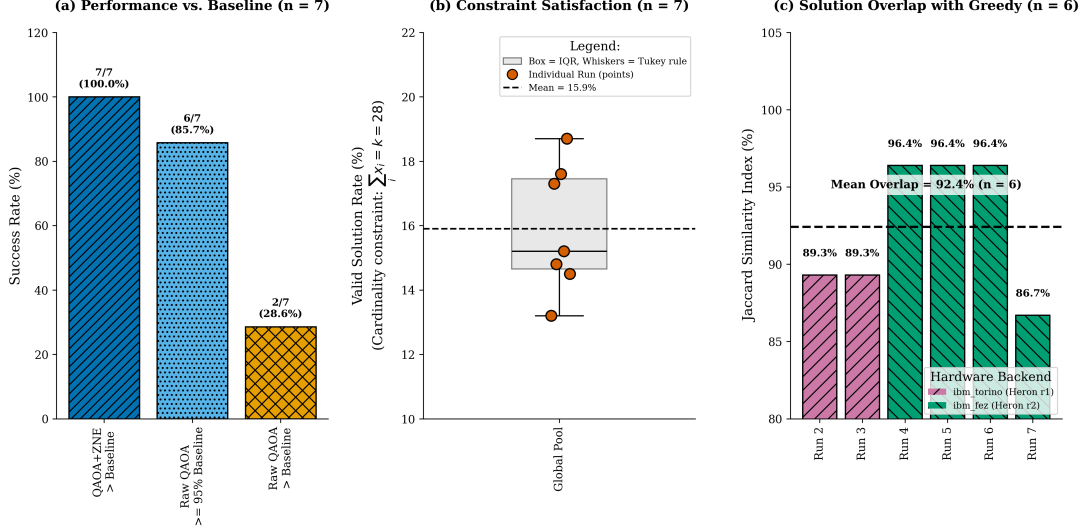 (a) Performance vs. Baseline (n = 7)
Success Rate (%)
120
100
80
60
40
20
0
7/7
(100.0%)
6/7
(85.7%)
2/7
(28.6%)
QAOA+ZNE
> Baseline
Raw QAOA
>= 95% Baseline
Raw QAOA
> Baseline
(b) Constraint Satisfaction (n = 7)
Valid Solution Rate (%)
(Cardinality constraint: ∑_i x_i = k = 28)
22
20
18
16
14
12
10
Legend:
Box = IQR, Whiskers = Tukey rule
Individual Run (points)
Mean = 15.9%
Global Pool
(c) Solution Overlap with Greedy (n = 6)
Jaccard Similarity Index (%)
105
95
90
85
80
96.4%
96.4%
96.4%
Mean Overlap = 92.4% (n = 6)
89.3%
89.3%
86.7%
Hardware Backend
ibm_torino (Heron r1)
ibm_fez (Heron r2)
Run 2
Run 3
Run 4
Run 5
Run 6
Run 7